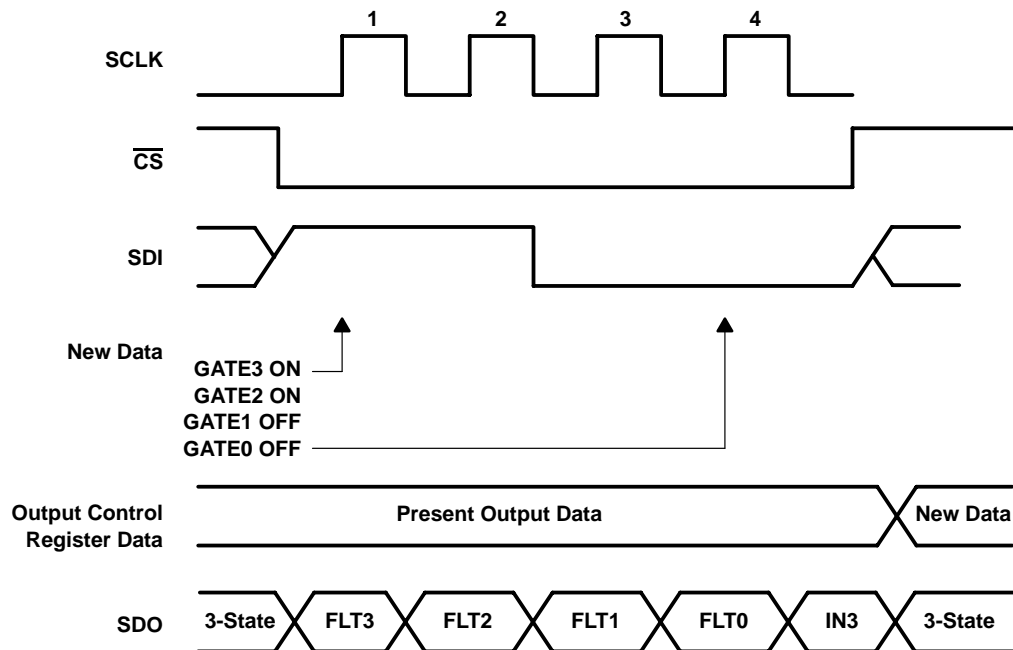 1 2 3 4
SCLK
CS
SDI
New Data
GATE3 ON
GATE2 ON
GATE1 OFF
GATE0 OFF
Output Control
Register Data
Present Output Data
New Data
SDO
3-State
FLT3
FLT2
FLT1
FLT0
IN3
3-State